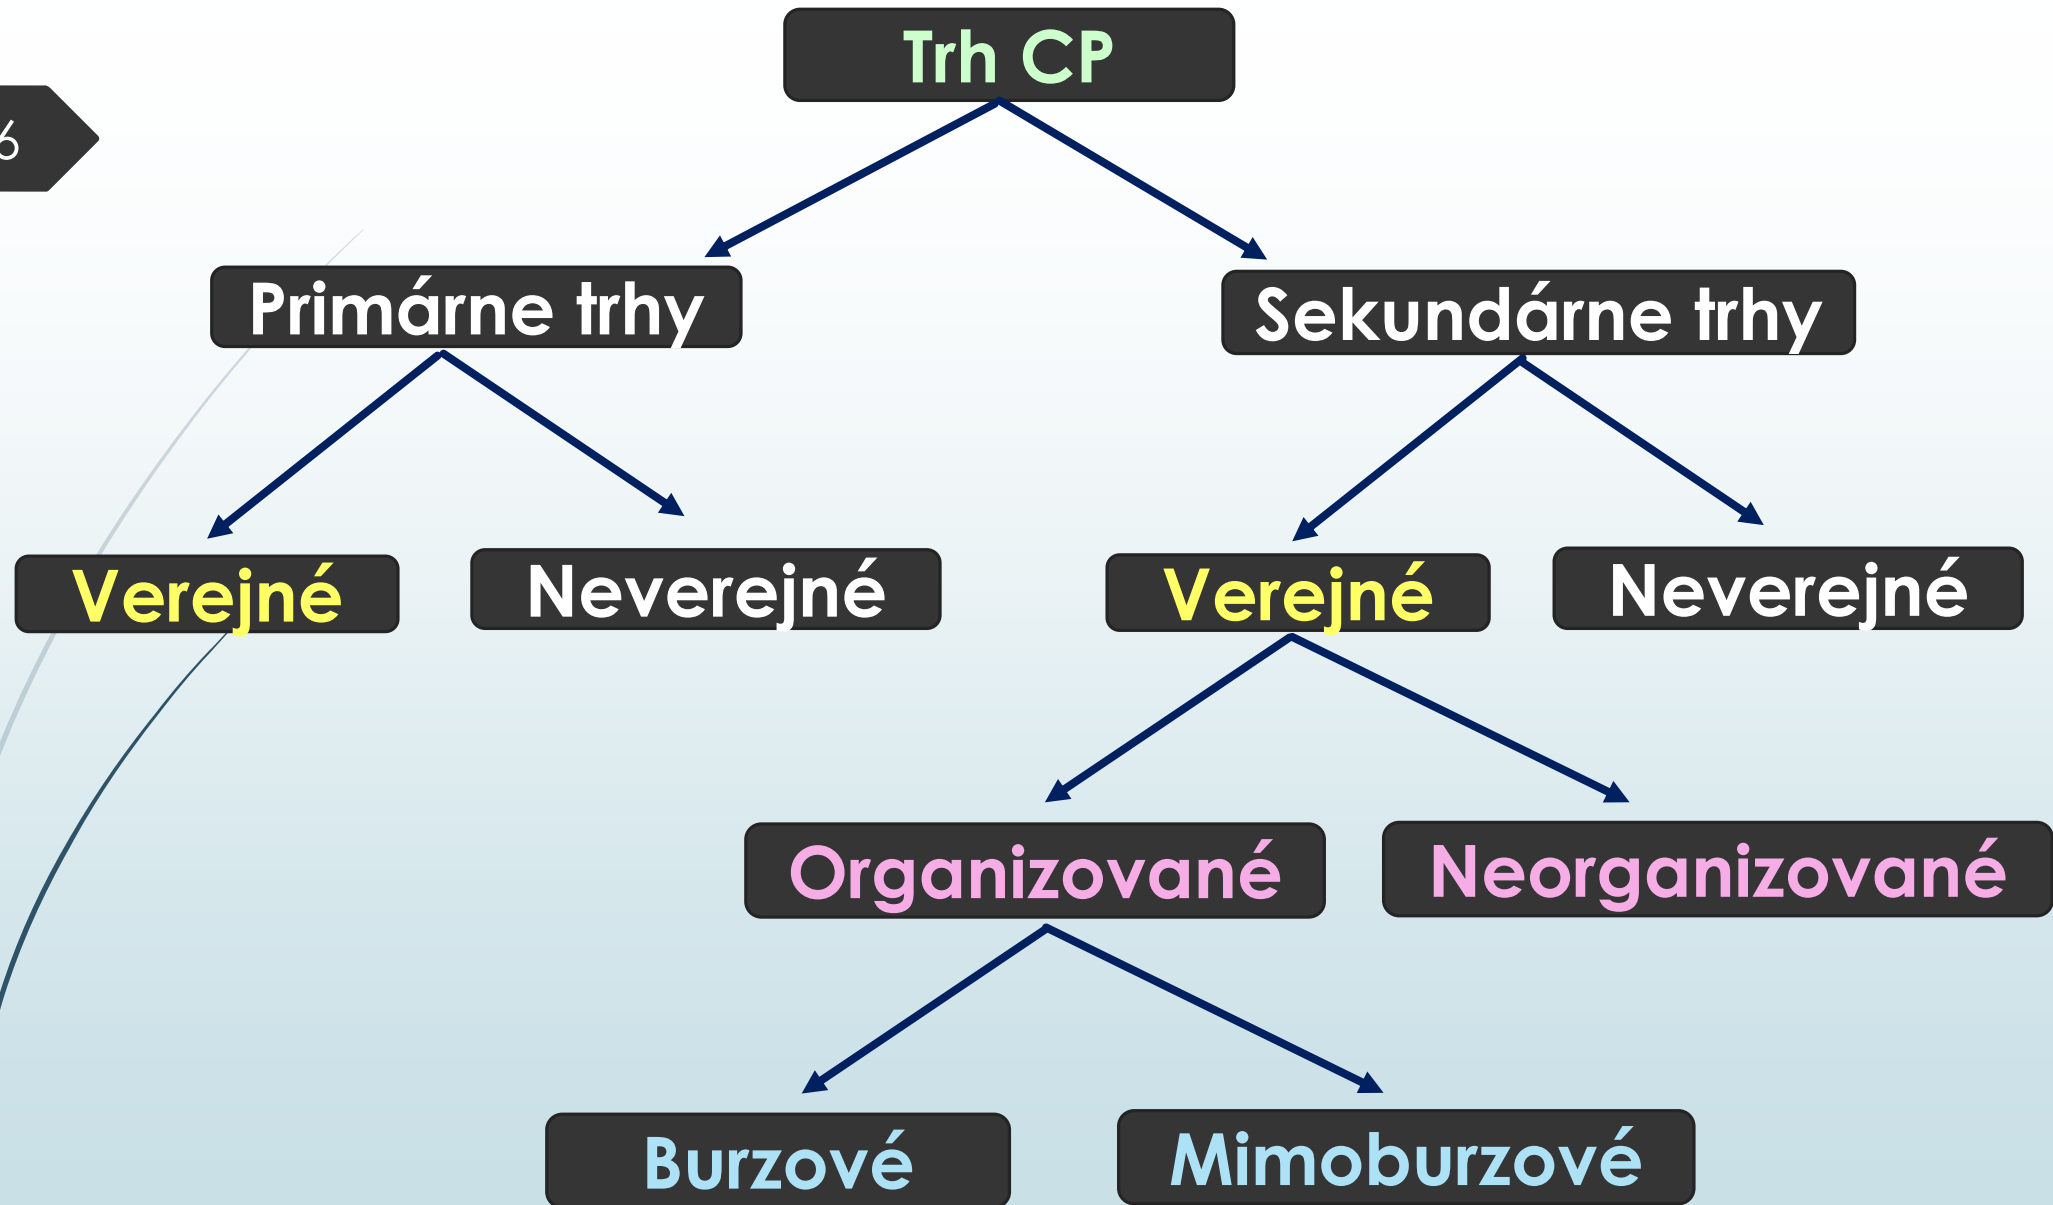 Trh CP
6
Primárne trhy
Sekundárne trhy
Verejné
Neverejné
Verejné
Neverejné
Organizované
Neorganizované
Burzové
Mimoburzové